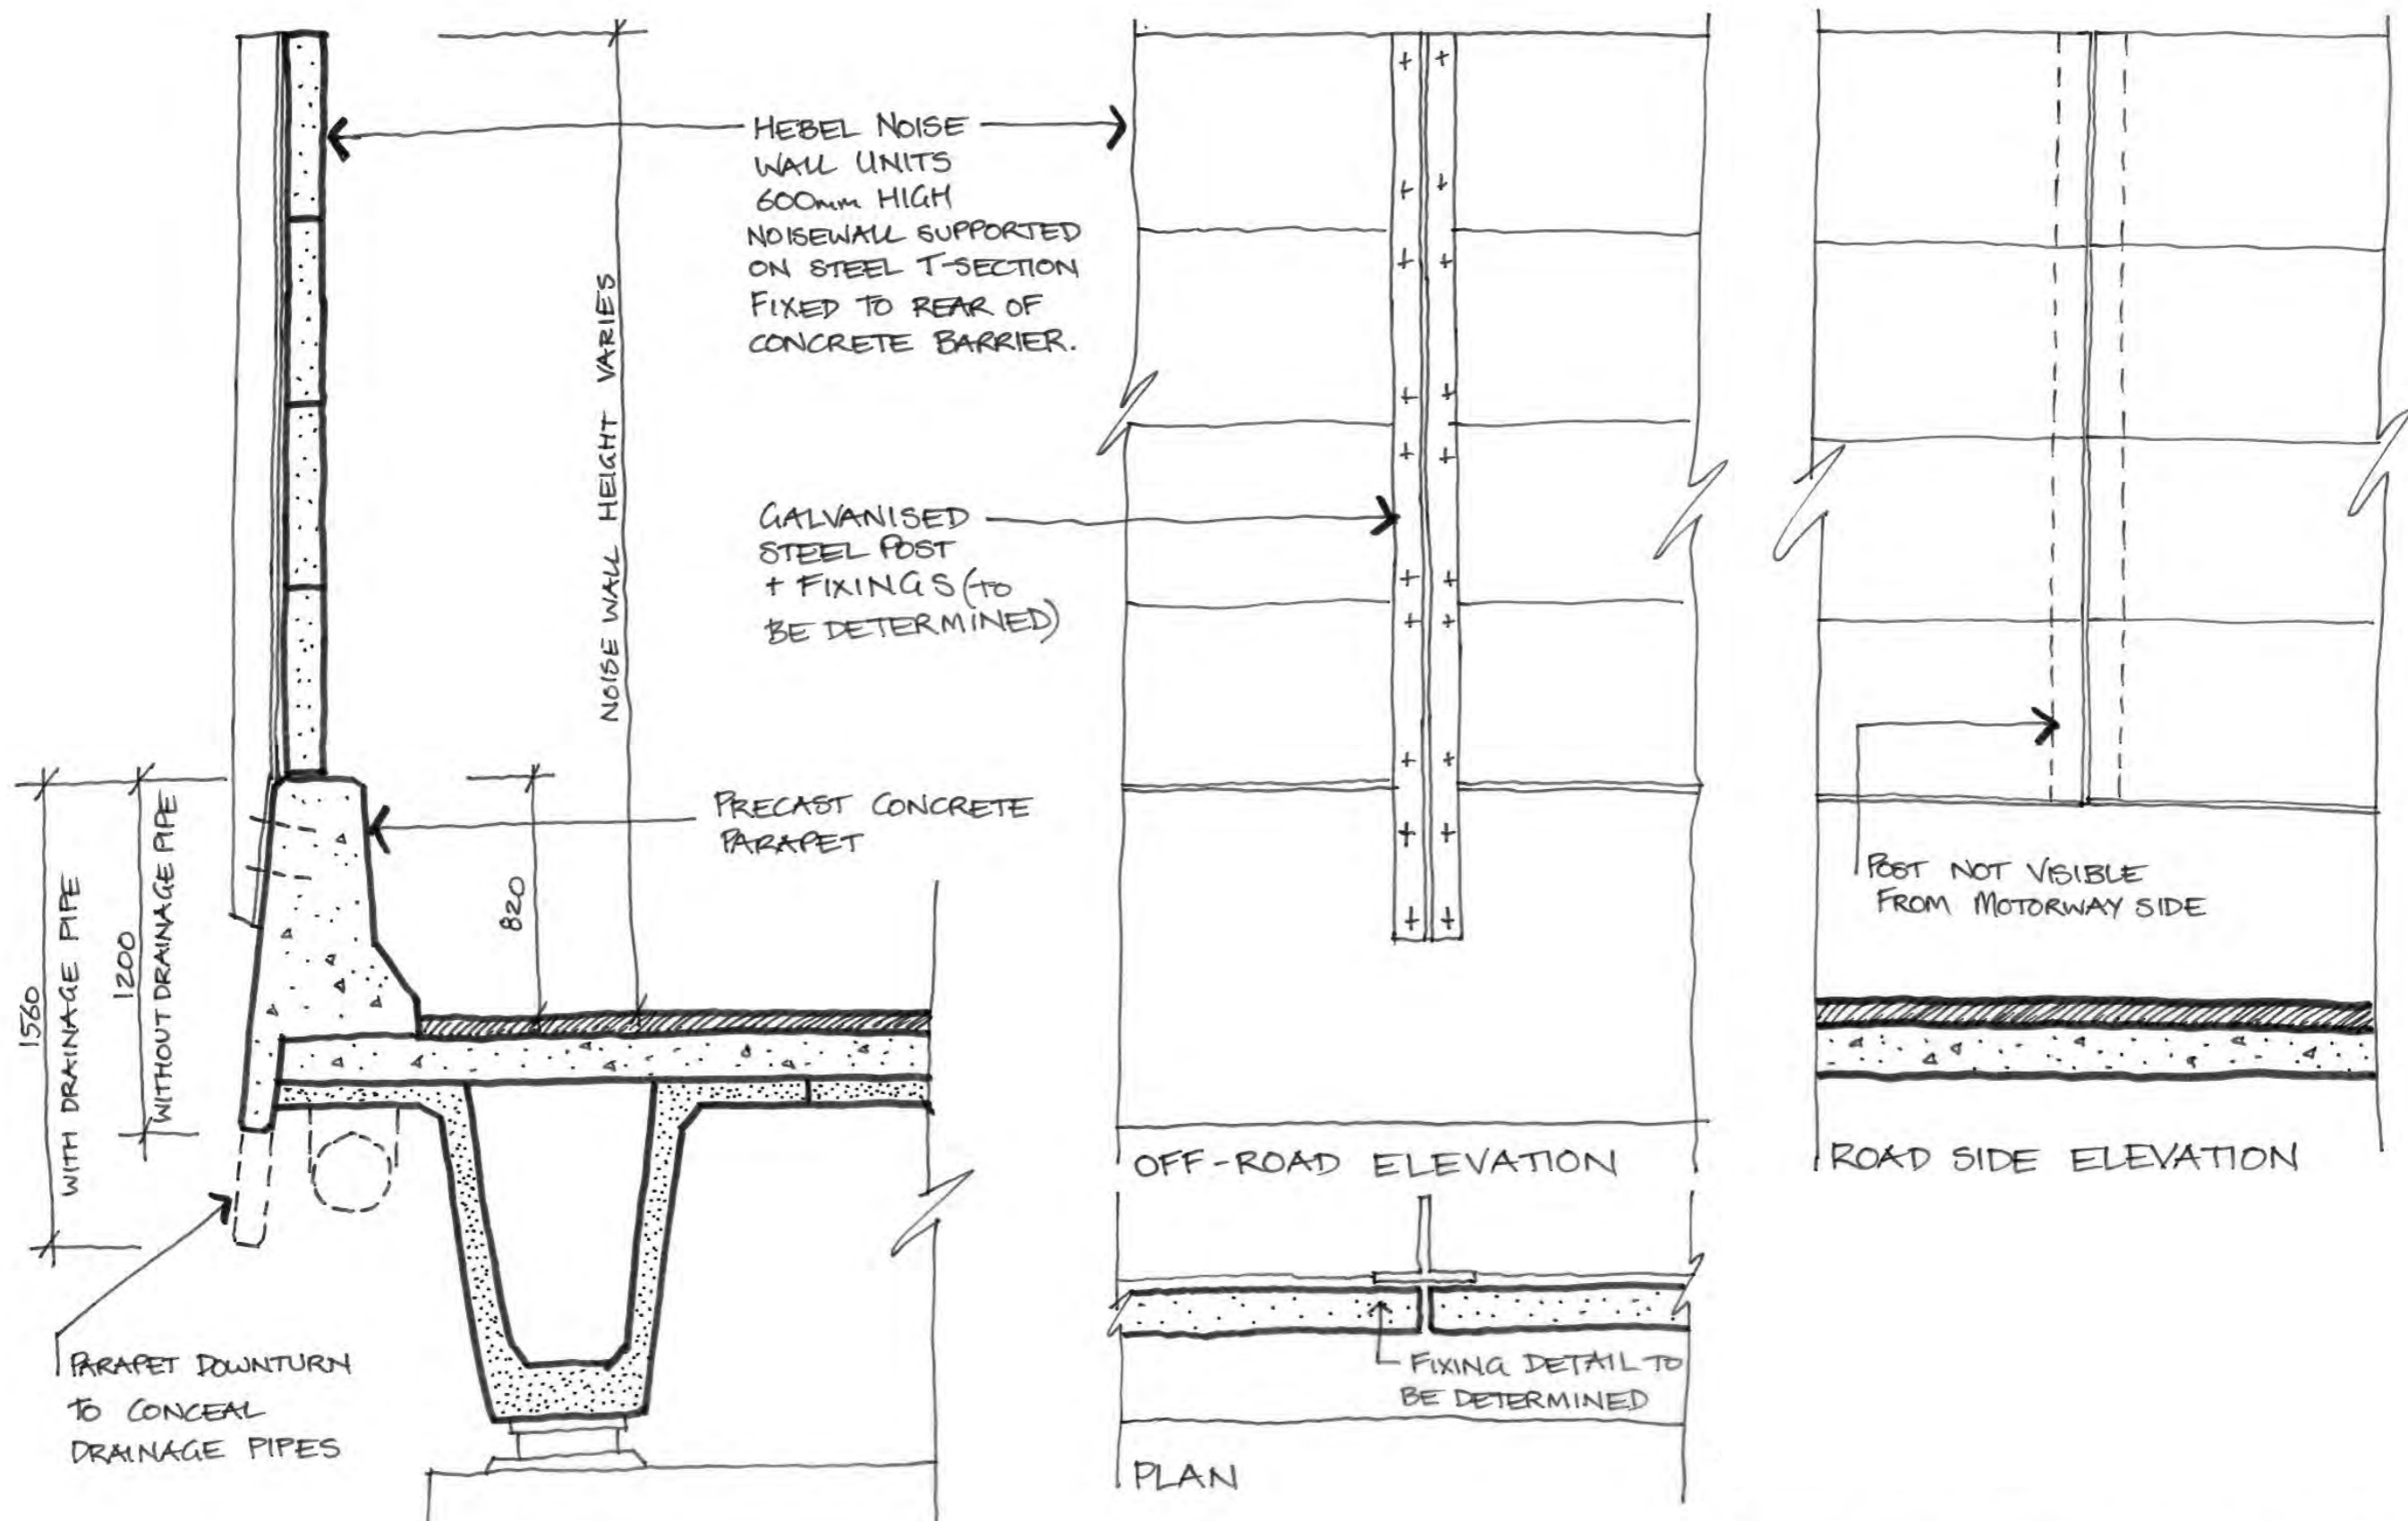 HEBEL NOISE
WALL UNITS
600mm HIGH
NOISEWALL SUPPORTED
ON STEEL T-SECTION
FIXED TO REAR OF
CONCRETE BARRIER.
NOISE WALL HEIGHT VARIES
GALVANISED
STEEL POST
+ FIXINGS (TO
BE DETERMINED)
PRECAST CONCRETE
PARAPET
820
1560
WITH DRAINAGE PIPE
1200
WITHOUT DRAINAGE PIPE
PARAPET DOWNTURN
TO CONCEAL
DRAINAGE PIPES
OFF-ROAD ELEVATION
FIXING DETAIL TO
BE DETERMINED
PLAN
POST NOT VISIBLE
FROM MOTORWAY SIDE
ROAD SIDE ELEVATION